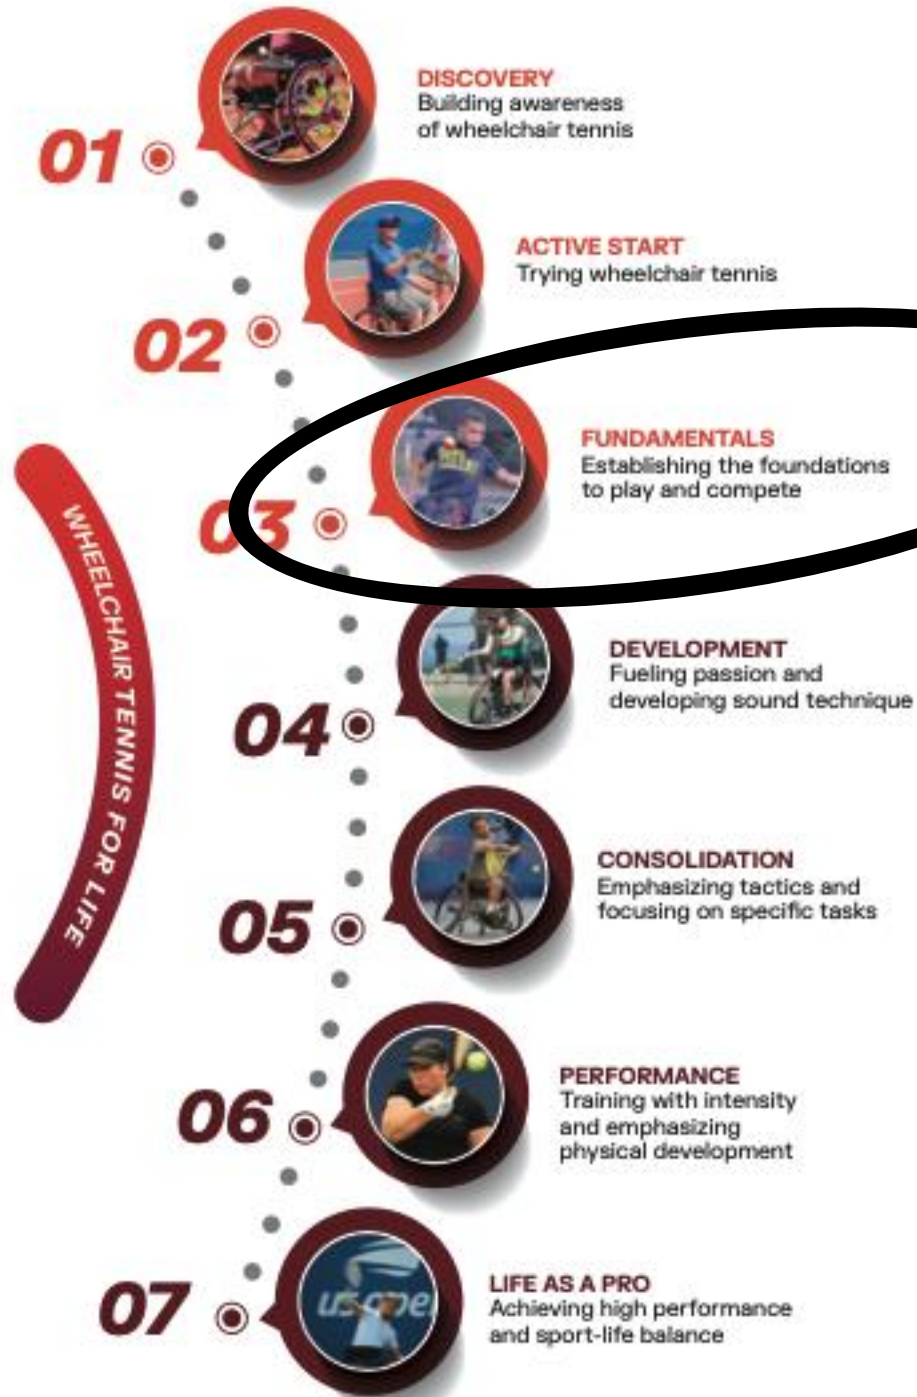 01
DISCOVERY
Building awareness
of wheelchair tennis
02
ACTIVE START
Trying wheelchair tennis
03
FUNDAMENTALS
Establishing the foundations
to play and compete
WHEELCHAIR TENNIS FOR LIFE
04
DEVELOPMENT
Fueling passion and
developing sound technique
05
CONSOLIDATION
Emphasizing tactics and
focusing on specific tasks
06
PERFORMANCE
Training with intensity
and emphasizing
physical development
07
LIFE AS A PRO
Achieving high performance
and sport-life balance